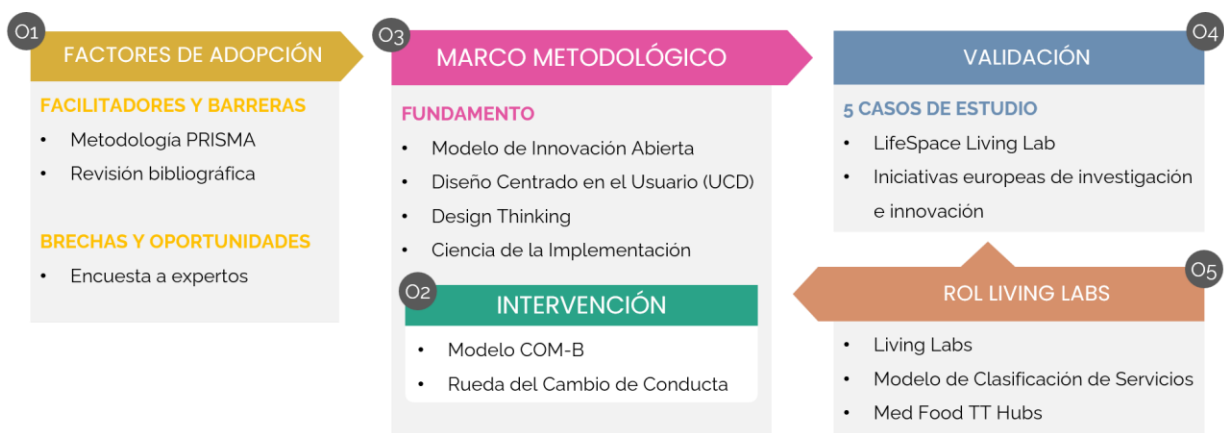 O1
FACTORES DE ADOPCIÓN
FACILITADORES Y BARRERAS
• Metodología PRISMA
• Revisión bibliográfica
BRECHAS Y OPORTUNIDADES
• Encuesta a expertos
O3
MARCO METODOLÓGICO
FUNDAMENTO
• Modelo de Innovación Abierta
• Diseño Centrado en el Usuario (UCD)
• Design Thinking
• Ciencia de la Implementación
O2
INTERVENCIÓN
• Modelo COM-B
• Rueda del Cambio de Conducta
O4
VALIDACIÓN
5 CASOS DE ESTUDIO
• LifeSpace Living Lab
• Iniciativas europeas de investigación
e innovación
O5
ROL LIVING LABS
• Living Labs
• Modelo de Clasificación de Servicios
• Med Food TT Hubs